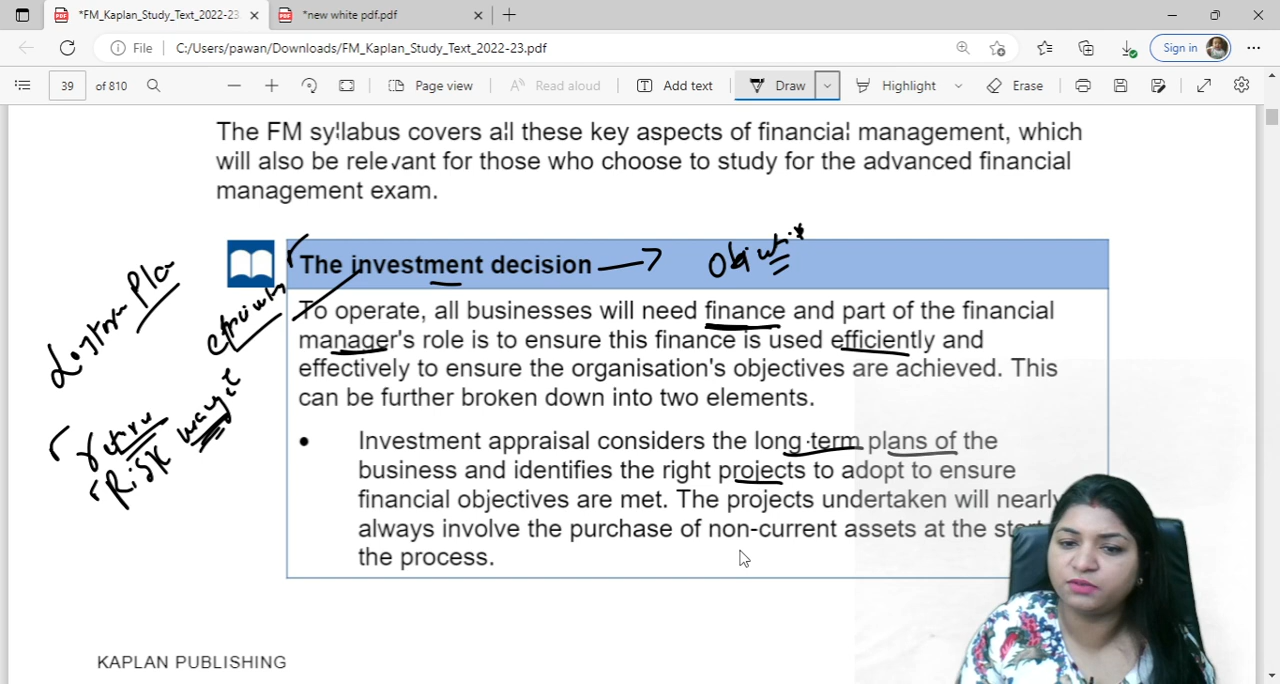 *FM_Kaplan_Study_Text_2022-23
*new white pdf.pdf
File
C:/Users/pawan/Downloads/FM_Kaplan_Study_Text_2022-23.pdf
Sign in
39 of 810
Page view
Read aloud
Add text
Draw
Highlight
Erase
The FM syllabus covers all these key aspects of financial management, which
will also be relevant for those who choose to study for the advanced financial
management exam.
The investment decision
To operate, all businesses will need finance and part of the financial
manager's role is to ensure this finance is used efficiently and
effectively to ensure the organisation's objectives are achieved. This
can be further broken down into two elements.
• Investment appraisal considers the long-term plans of the
business and identifies the right projects to adopt to ensure
financial objectives are met. The projects undertaken will nearly
always involve the purchase of non-current assets at the start
the process.
Plan
Risk
KAPLAN PUBLISHING